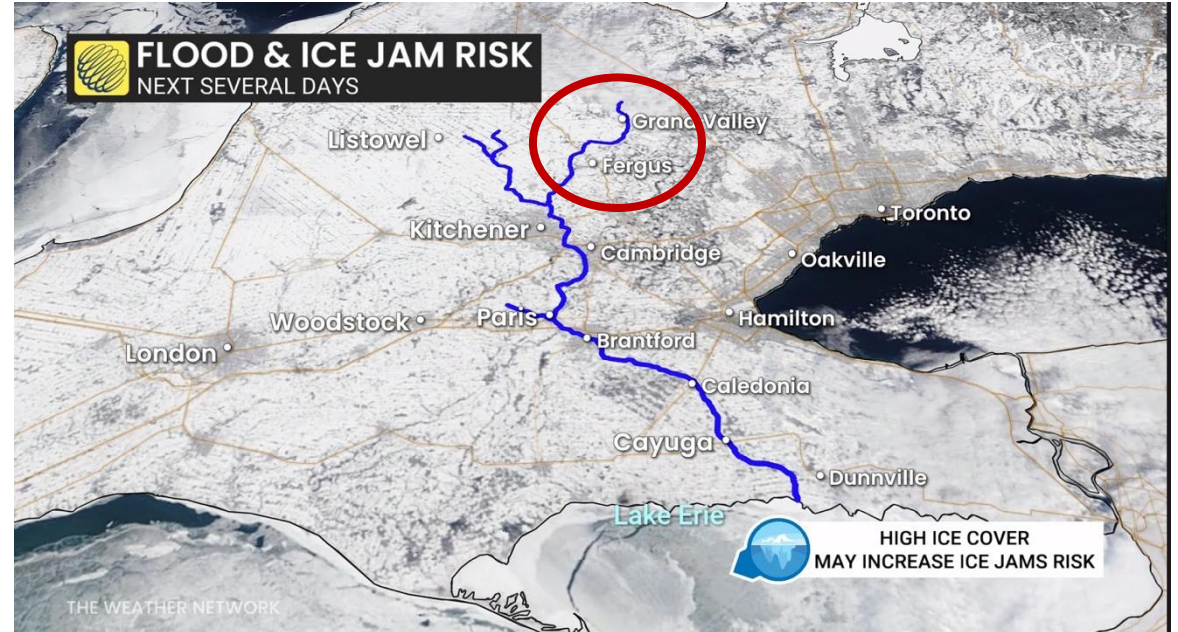 FLOOD & ICE JAM RISK
NEXT SEVERAL DAYS
Grand Valley
Listowel
Fergus
Toronto
Kitchener
Cambridge
Oakville
Woodstock
Paris
Hamilton
Brantford
London
Caledonia
Cayuga
Dunnville
Lake Erie
HIGH ICE COVER
MAY INCREASE ICE JAMS RISK
THE WEATHER NETWORK